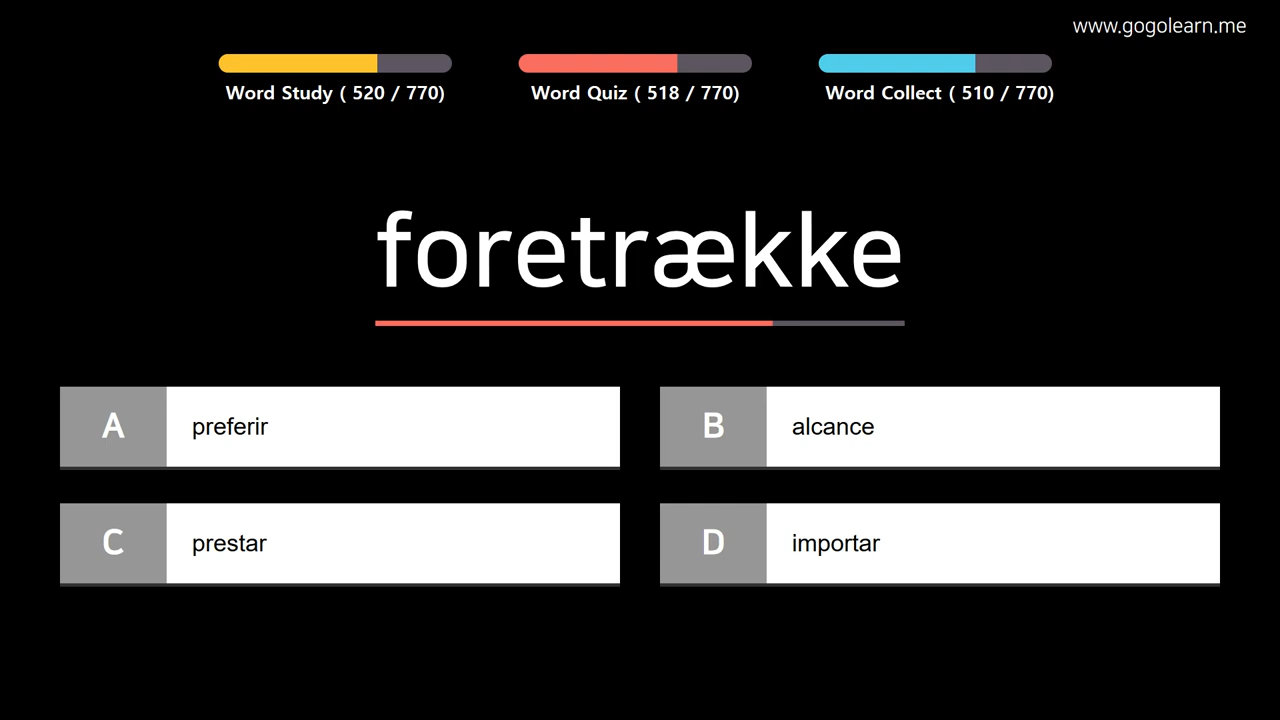 www.gogolearn.me
Word Study ( 520 / 770)
Word Quiz ( 518 / 770)
Word Collect ( 510 / 770)
foretrække
A preferir
B alcance
C prestar
D importar